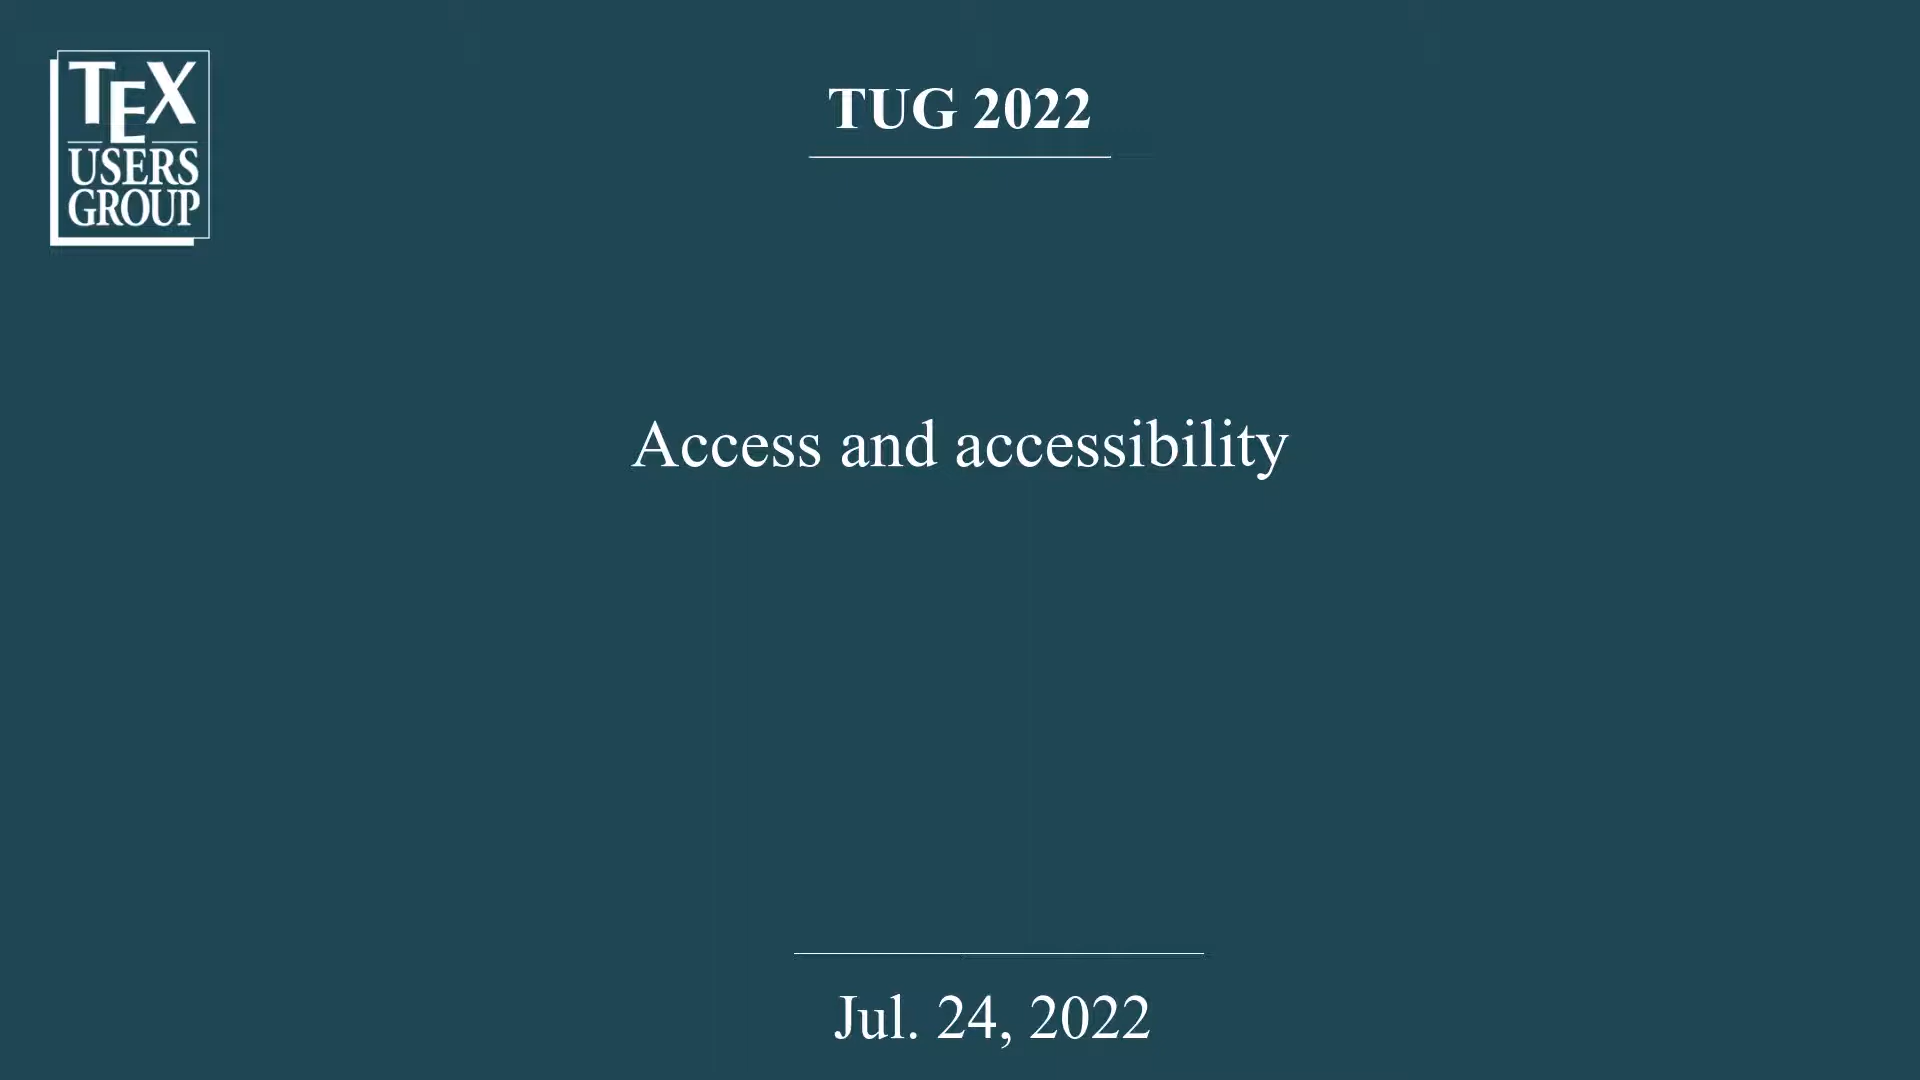 TEX
USERS
GROUP
TUG 2022
Access and accessibility
Jul. 24, 2022